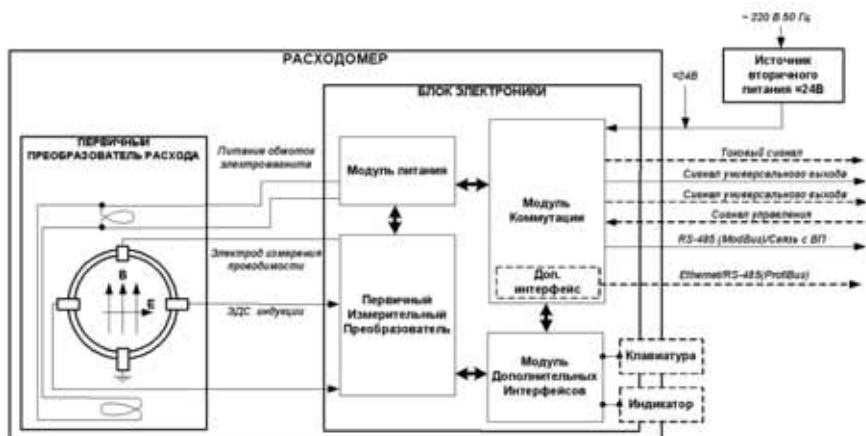 ~ 220 В 50 Гц
РАСХОДОМЕР
Источник
вторичного
питания =24В
=24В
БЛОК ЭЛЕКТРОНИКИ
ПЕРВИЧНЫЙ
ПРЕОБРАЗОВАТЕЛЬ РАСХОДА
Питание обмоток
электромагнита
Модуль питания
Модуль
Коммутации
Токовый сигнал
Сигнал универсального выхода
Сигнал универсального выхода
Сигнал управления
RS-485 (ModBus)/Связь с ВП
Электрод измерения
проводимости
B
E
ЭДС индукции
Первичный
Измерительный
Преобразователь
Доп.
интерфейс
Ethernet/RS-485(ProfiBus)
Модуль
Дополнительных
Интерфейсов
Клавиатура
Индикатор